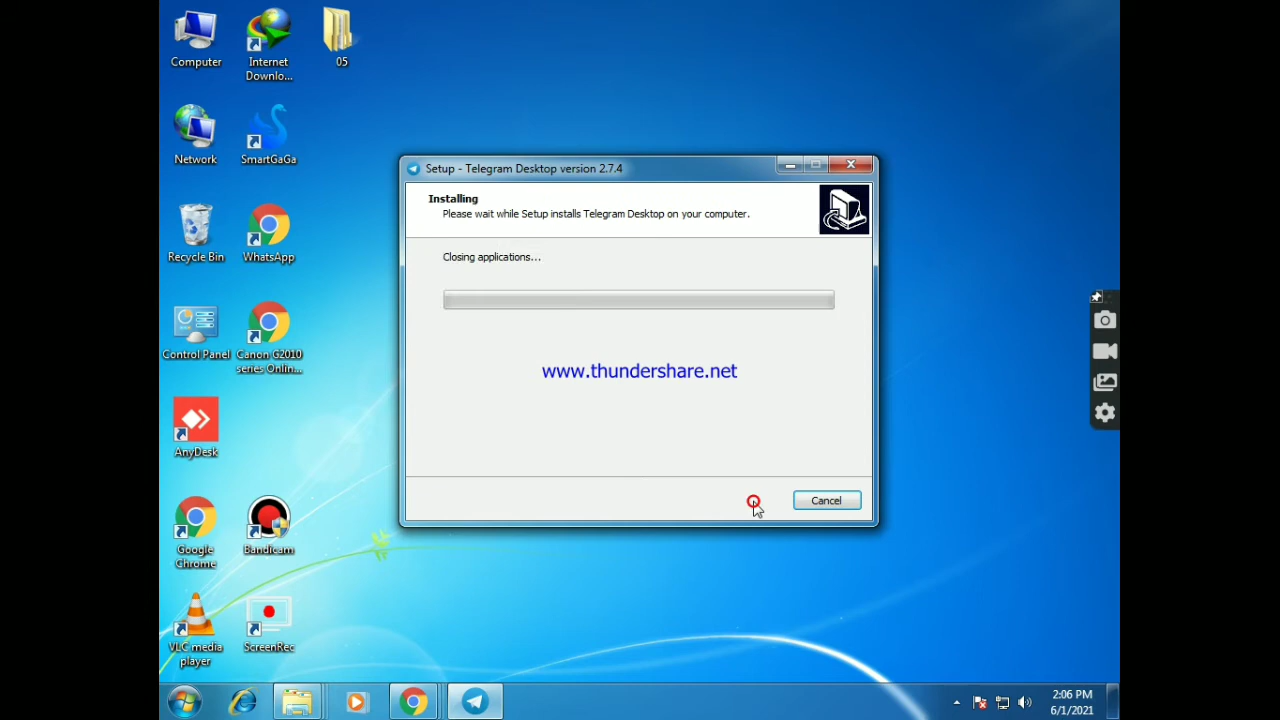 Computer
Internet
Downlo...
05
Network
SmartGaGa
Recycle Bin
WhatsApp
Control Panel
Canon G2010
series Onlin...
AnyDesk
Google
Chrome
Bandicam
VLC media
player
ScreenRec
Setup - Telegram Desktop version 2.7.4
Installing
Please wait while Setup installs Telegram Desktop on your computer.
Closing applications...
www.thundershare.net
Cancel
2:06 PM
6/1/2021